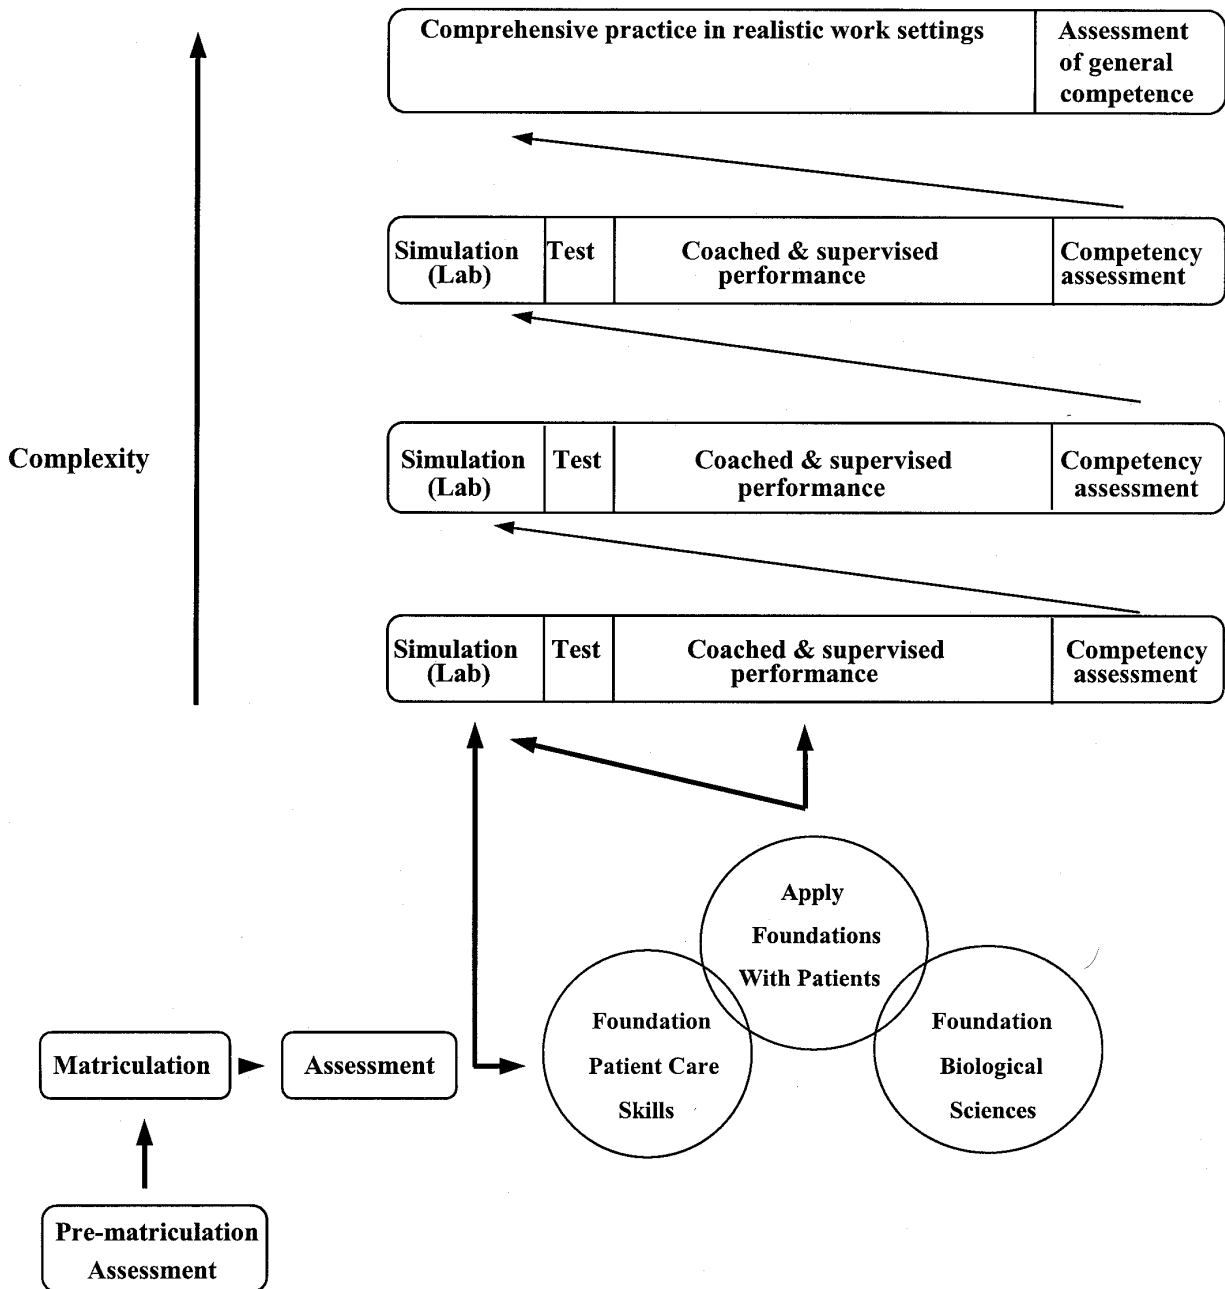 Comprehensive practice in realistic work settings
Assessment
of general
competence
Simulation
(Lab)
Test
Coached & supervised
performance
Competency
assessment
Complexity
Simulation
(Lab)
Test
Coached & supervised
performance
Competency
assessment
Simulation
(Lab)
Test
Coached & supervised
performance
Competency
assessment
Apply
Foundations
With Patients
Foundation
Patient Care
Skills
Foundation
Biological
Sciences
Matriculation
Assessment
Pre-matriculation
Assessment